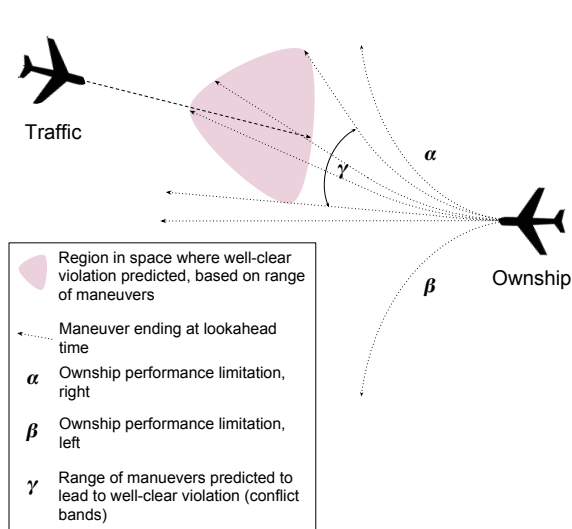 Traffic
α
γ
Ownship
β
Region in space where well-clear
violation predicted, based on range
of maneuvers
Maneuver ending at lookahead
time
α Ownship performance limitation,
right
β Ownship performance limitation,
left
γ Range of manuevers predicted to
lead to well-clear violation (conflict
bands)